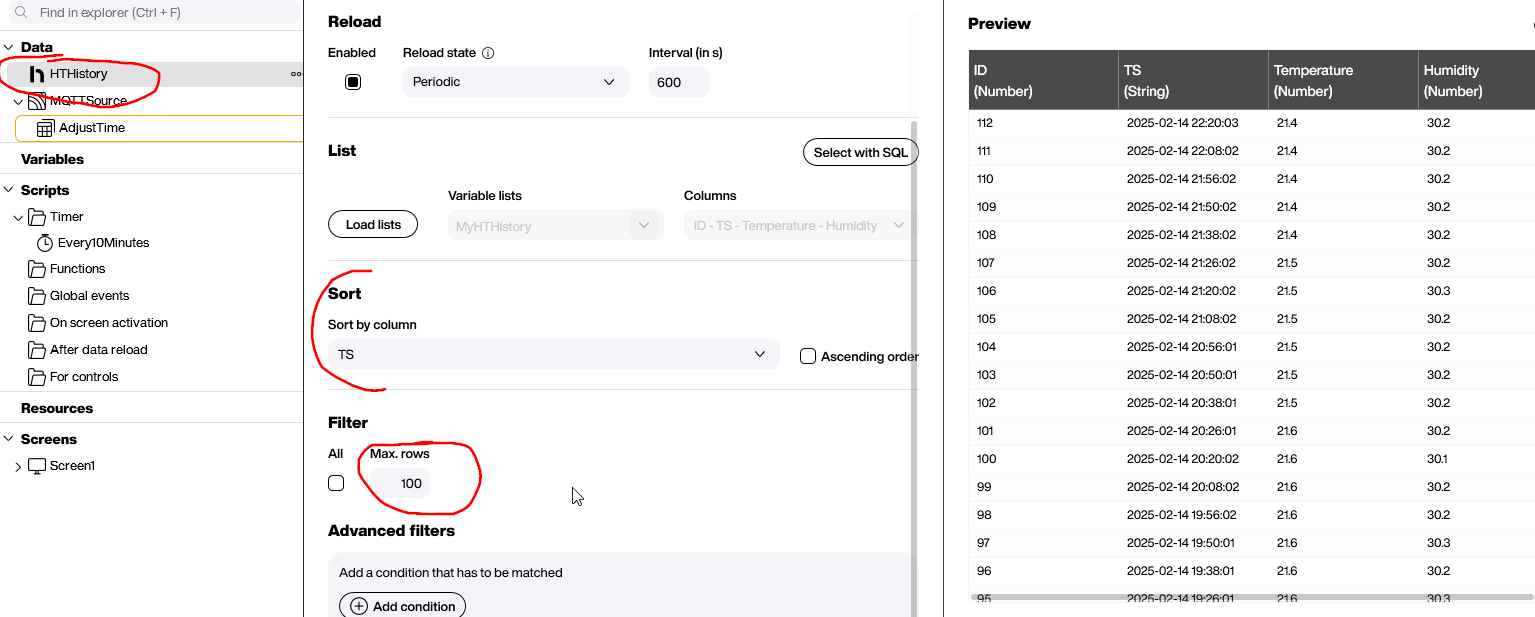 Find in explorer (Ctrl + F)
Data
HTHistory
MQTTSource
AdjustTime
Variables
Scripts
Timer
Every10Minutes
Functions
Global events
On screen activation
After data reload
For controls
Resources
Screens
Screen1
Reload
Enabled Reload state Interval (in s)
Periodic 600
List Select with SQL
Variable lists Columns
Load lists MyHTHistory ID - TS - Temperature - Humidity
Sort
Sort by column
TS Ascending order
Filter
All Max. rows
100
Advanced filters
Add a condition that has to be matched
Add condition
Preview
ID TS Temperature Humidity
(Number) (String) (Number) (Number)
112 2025-02-14 22:20:03 21.4 30.2
111 2025-02-14 22:08:02 21.4 30.2
110 2025-02-14 21:56:02 21.4 30.2
109 2025-02-14 21:50:02 21.4 30.2
108 2025-02-14 21:38:02 21.4 30.2
107 2025-02-14 21:26:02 21.5 30.2
106 2025-02-14 21:20:02 21.5 30.3
105 2025-02-14 21:08:02 21.5 30.2
104 2025-02-14 20:56:01 21.5 30.2
103 2025-02-14 20:50:01 21.5 30.2
102 2025-02-14 20:38:01 21.5 30.2
101 2025-02-14 20:26:01 21.6 30.2
100 2025-02-14 20:20:02 21.6 30.1
99 2025-02-14 20:08:02 21.6 30.2
98 2025-02-14 19:56:02 21.6 30.2
97 2025-02-14 19:50:01 21.6 30.3
96 2025-02-14 19:38:01 21.6 30.2
95 2025-02-14 19:26:01 21.6 30.3